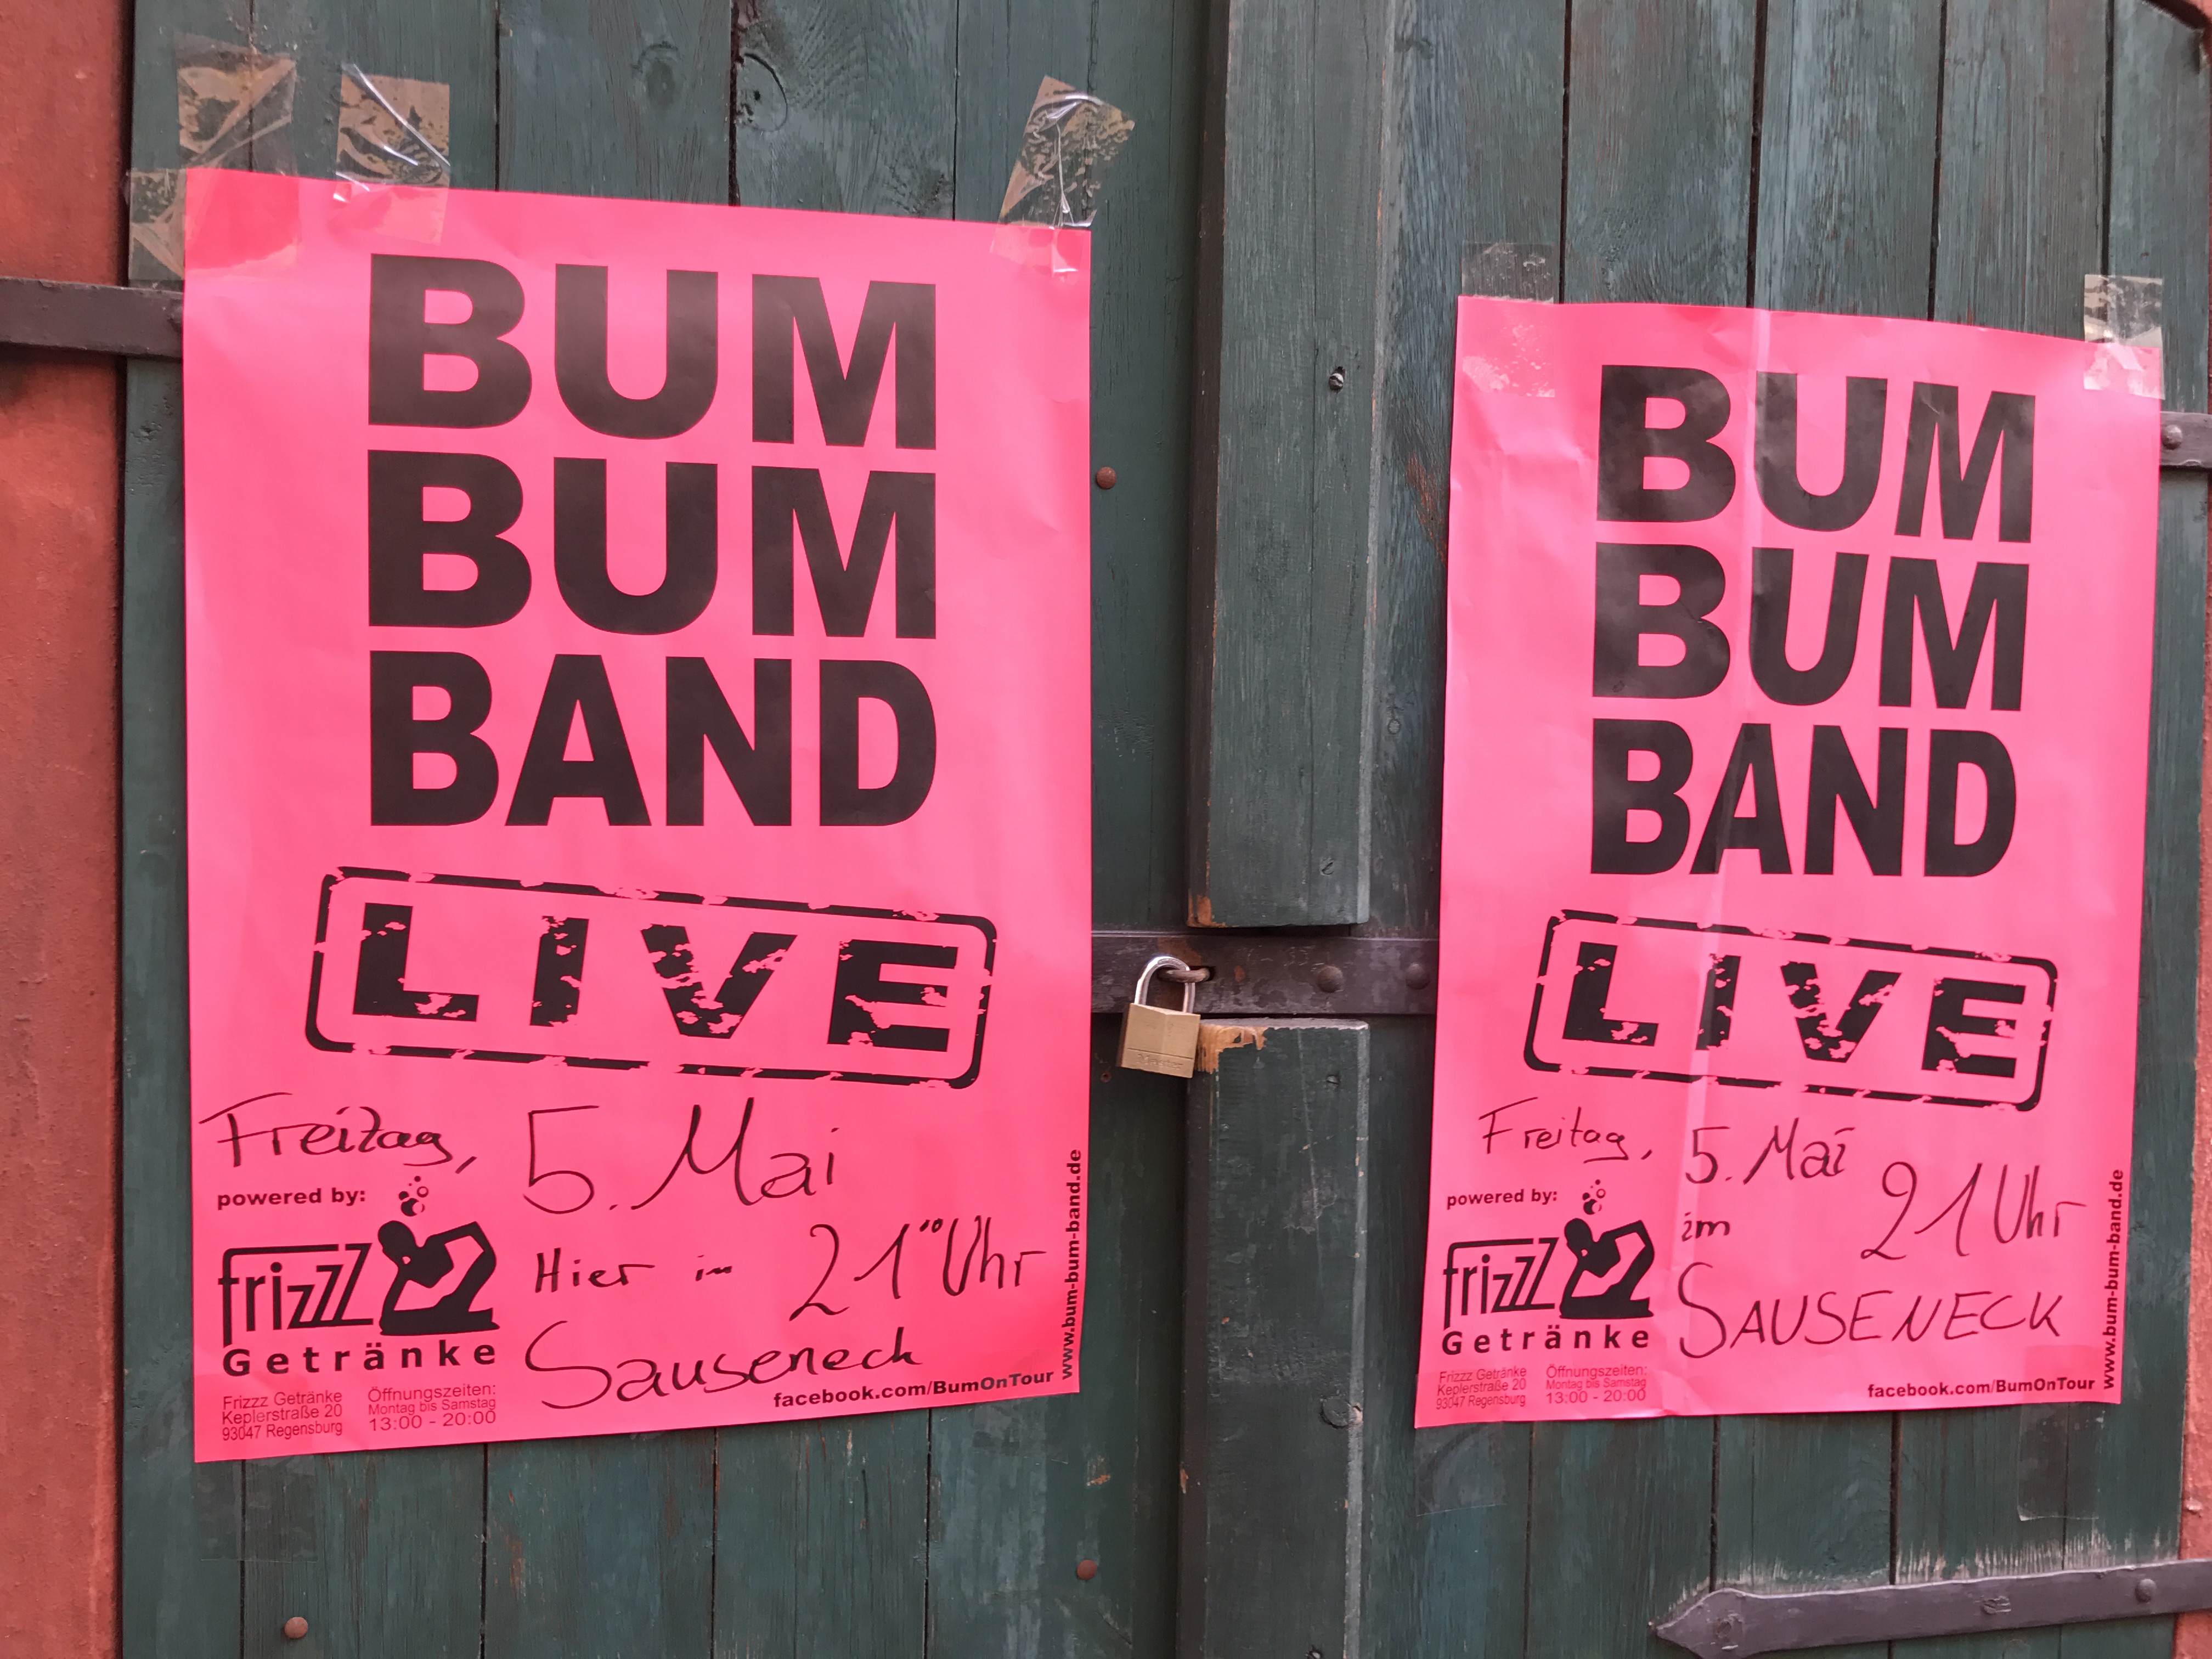 BUM
BUM
BAND
LIVE
Freitag, 5. Mai
powered by:
Hier im 21⁰⁰ Uhr
frizzz
Getränke
Sauseneck
facebook.com/BumOnTour
www.bum-bum-band.de
Frizzz Getränke
Keplerstraße 20
93047 Regensburg
Öffnungszeiten:
Montag bis Samstag
13:00 - 20:00
BUM
BUM
BAND
LIVE
Freitag, 5. Mai
21 Uhr
powered by:
im
frizzz
Getränke
SAUSENECK
facebook.com/BumOnTour
www.bum-bum-band.de
Frizzz Getränke
Keplerstraße 20
93047 Regensburg
Öffnungszeiten:
Montag bis Samstag
13:00 - 20:00